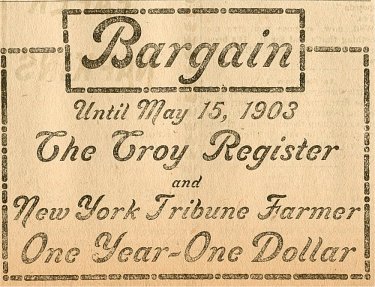 Bargain
Until May 15, 1903
The Troy Register
and
New York Tribune Farmer
One Year-One Dollar